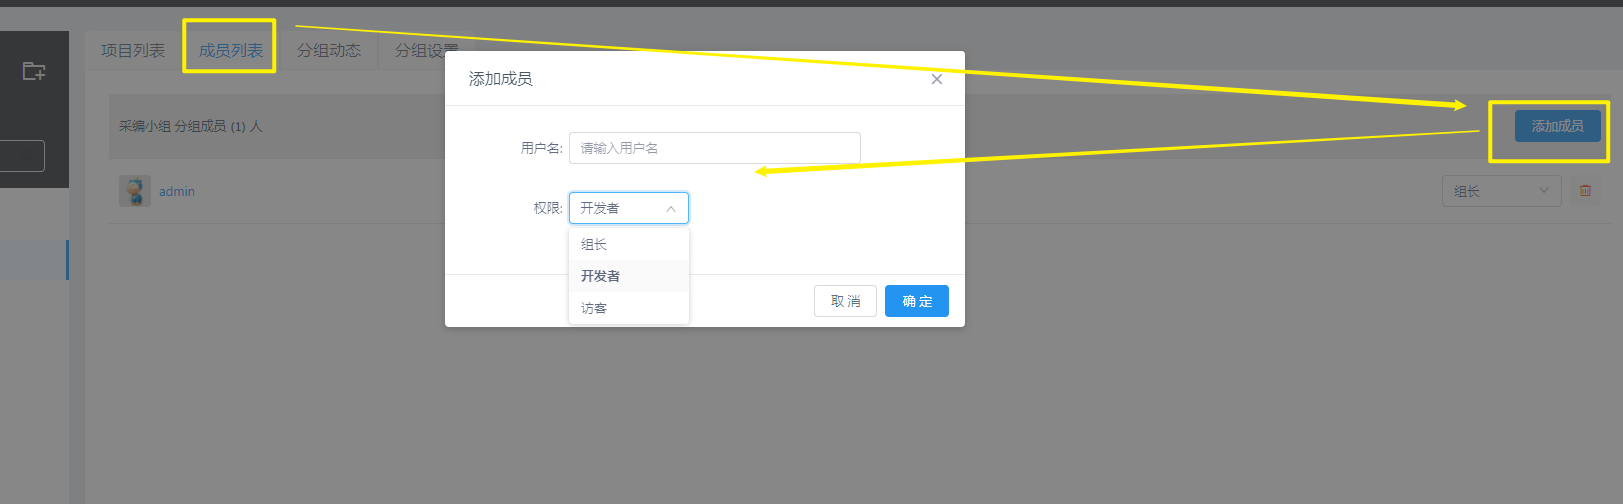 项目列表
成员列表
分组动态
分组设置
添加成员
采编小组 分组成员 (1) 人
添加成员
用户名:
请输入用户名
admin
组长
权限:
开发者
组长
开发者
访客
取 消
确 定